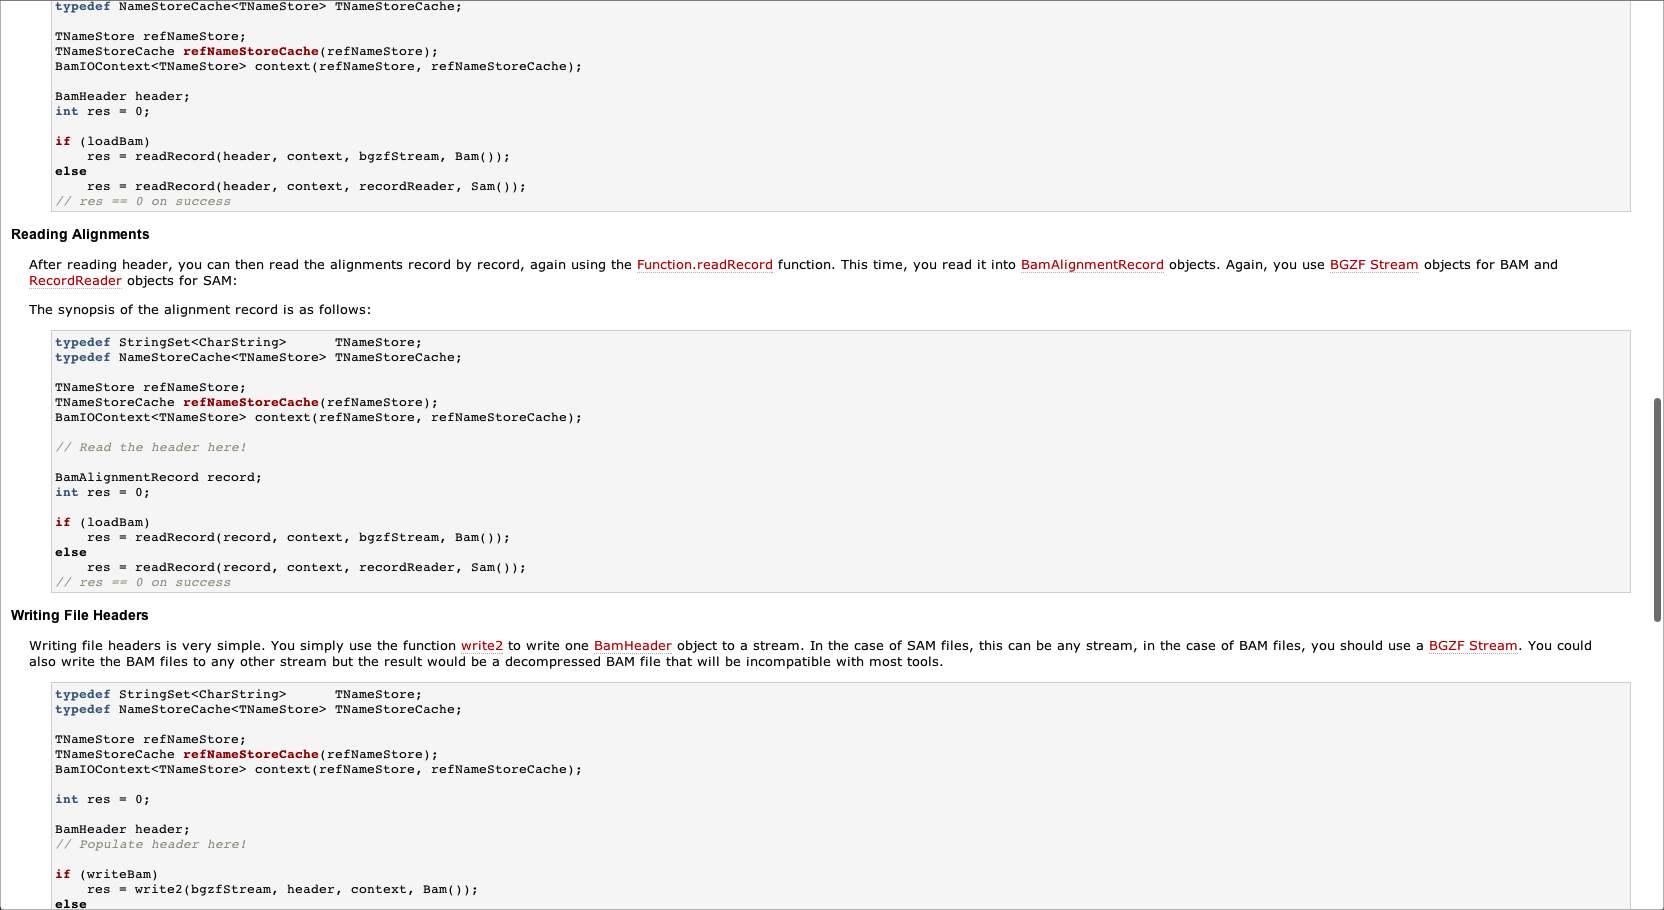 typedef NameStoreCache<TNameStore> TNameStoreCache;
TNameStore refNameStore;
TNameStoreCache refNameStoreCache(refNameStore);
BamIOContext<TNameStore> context(refNameStore, refNameStoreCache);
BamHeader header;
int res = 0;
if (loadBam)
    res = readRecord(header, context, bgzfStream, Bam());
else
    res = readRecord(header, context, recordReader, Sam());
// res == 0 on success
Reading Alignments
After reading header, you can then read the alignments record by record, again using the Function.readRecord function. This time, you read it into BamAlignmentRecord objects. Again, you use BGZF Stream objects for BAM and
RecordReader objects for SAM:
The synopsis of the alignment record is as follows:
typedef StringSet<CharString>      TNameStore;
typedef NameStoreCache<TNameStore> TNameStoreCache;
TNameStore refNameStore;
TNameStoreCache refNameStoreCache(refNameStore);
BamIOContext<TNameStore> context(refNameStore, refNameStoreCache);
// Read the header here!
BamAlignmentRecord record;
int res = 0;
if (loadBam)
    res = readRecord(record, context, bgzfStream, Bam());
else
    res = readRecord(record, context, recordReader, Sam());
// res == 0 on success
Writing File Headers
Writing file headers is very simple. You simply use the function write2 to write one BamHeader object to a stream. In the case of SAM files, this can be any stream, in the case of BAM files, you should use a BGZF Stream. You could
also write the BAM files to any other stream but the result would be a decompressed BAM file that will be incompatible with most tools.
typedef StringSet<CharString>      TNameStore;
typedef NameStoreCache<TNameStore> TNameStoreCache;
TNameStore refNameStore;
TNameStoreCache refNameStoreCache(refNameStore);
BamIOContext<TNameStore> context(refNameStore, refNameStoreCache);
int res = 0;
BamHeader header;
// Populate header here!
if (writeBam)
    res = write2(bgzfStream, header, context, Bam());
else